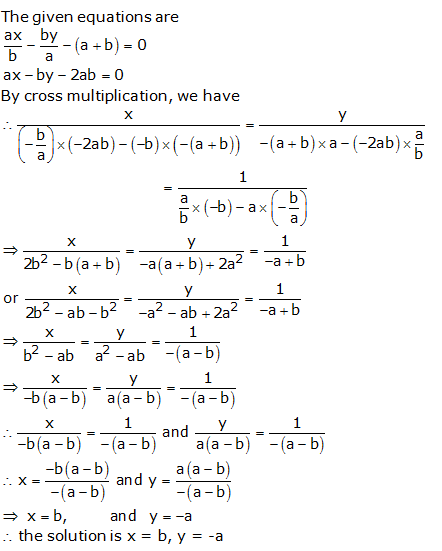 The given equations are
ax/b − by/a − (a + b) = 0
ax − by − 2ab = 0
By cross multiplication, we have
∴ x/((−b/a)×(−2ab) − (−b)×(−(a + b))) = y/(−(a + b)×a − (−2ab)×a/b)
= 1/(a/b×(−b) − a×(−b/a))
⇒ x/(2b² − b(a + b)) = y/(−a(a + b) + 2a²) = 1/(−a + b)
or x/(2b² − ab − b²) = y/(−a² − ab + 2a²) = 1/(−a + b)
⇒ x/(b² − ab) = y/(a² − ab) = 1/(−(a − b))
⇒ x/(−b(a − b)) = y/(a(a − b)) = 1/(−(a − b))
∴ x/(−b(a − b)) = 1/(−(a − b)) and y/(a(a − b)) = 1/(−(a − b))
∴ x = −b(a − b)/(−(a − b)) and y = a(a − b)/(−(a − b))
⇒ x = b, and y = −a
∴ the solution is x = b, y = -a